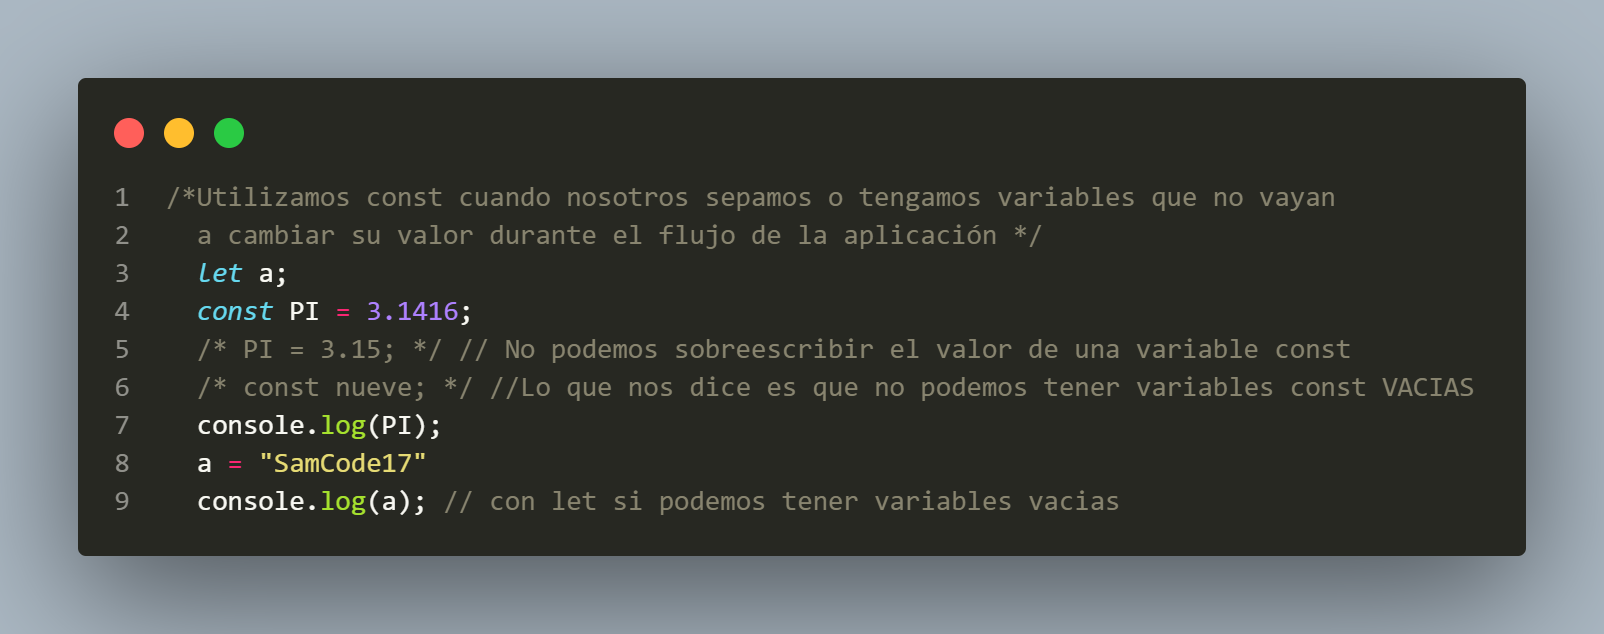 1 /*Utilizamos const cuando nosotros sepamos o tengamos variables que no vayan
2 a cambiar su valor durante el flujo de la aplicación */
3 let a;
4 const PI = 3.1416;
5 /* PI = 3.15; */ // No podemos sobreescribir el valor de una variable const
6 /* const nueve; */ //Lo que nos dice es que no podemos tener variables const VACIAS
7 console.log(PI);
8 a = "SamCode17"
9 console.log(a); // con let si podemos tener variables vacias